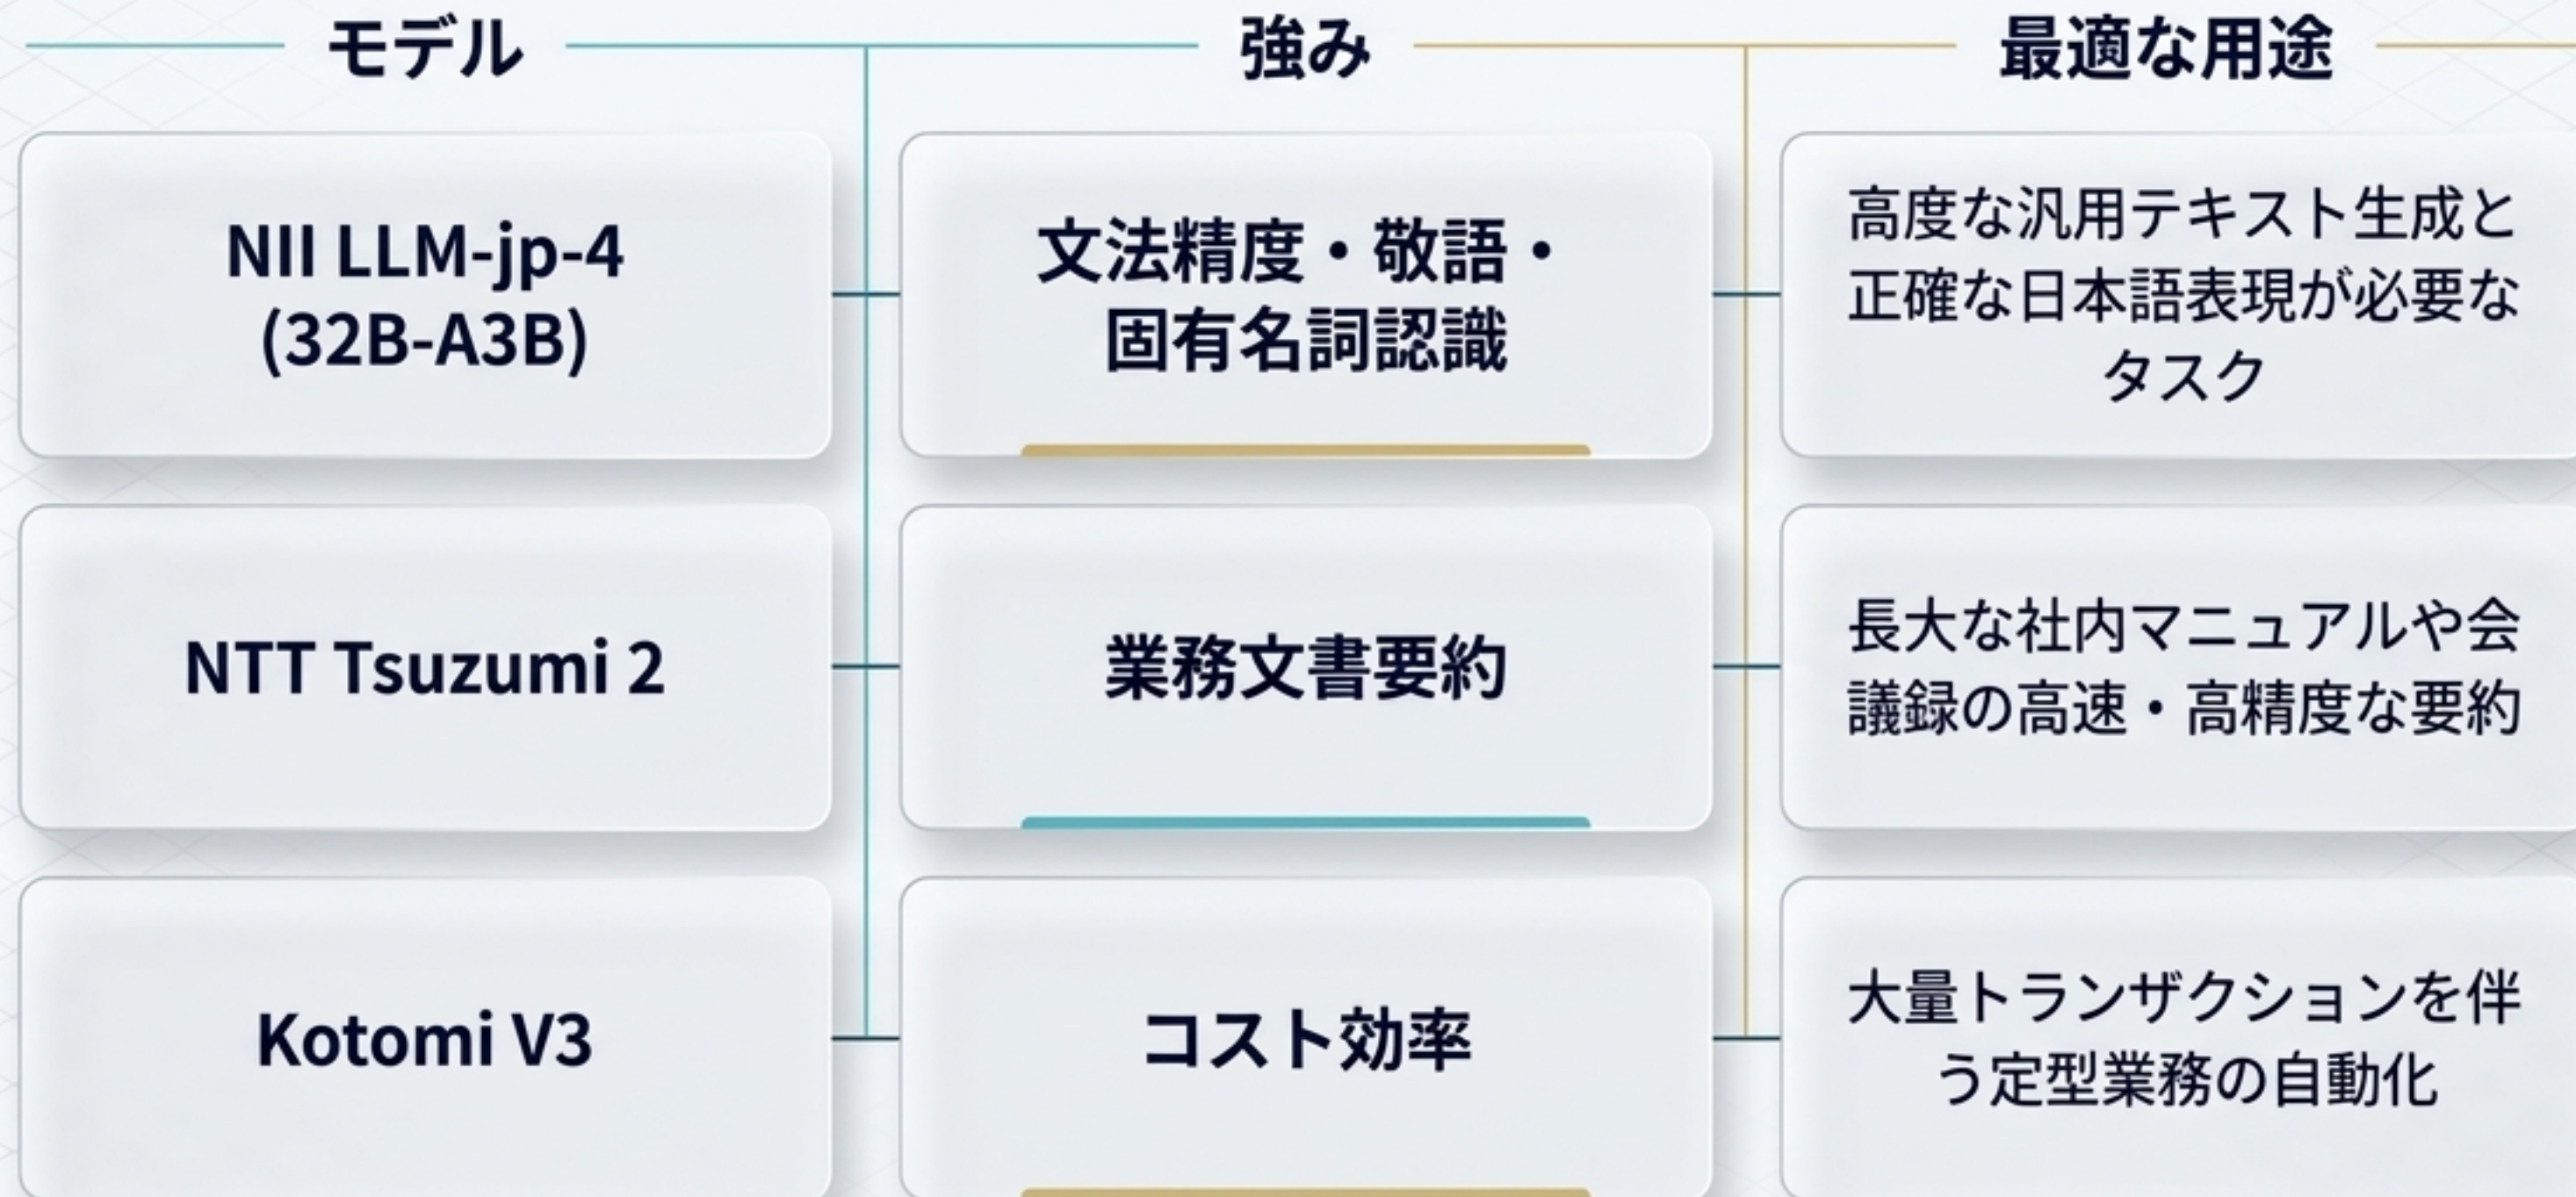 モデル
強み
最適な用途
NII LLM-jp-4
(32B-A3B)
文法精度・敬語・
固有名詞認識
高度な汎用テキスト生成と
正確な日本語表現が必要な
タスク
NTT Tsuzumi 2
業務文書要約
長大な社内マニュアルや会
議録の高速・高精度な要約
Kotomi V3
コスト効率
大量トランザクションを伴
う定型業務の自動化